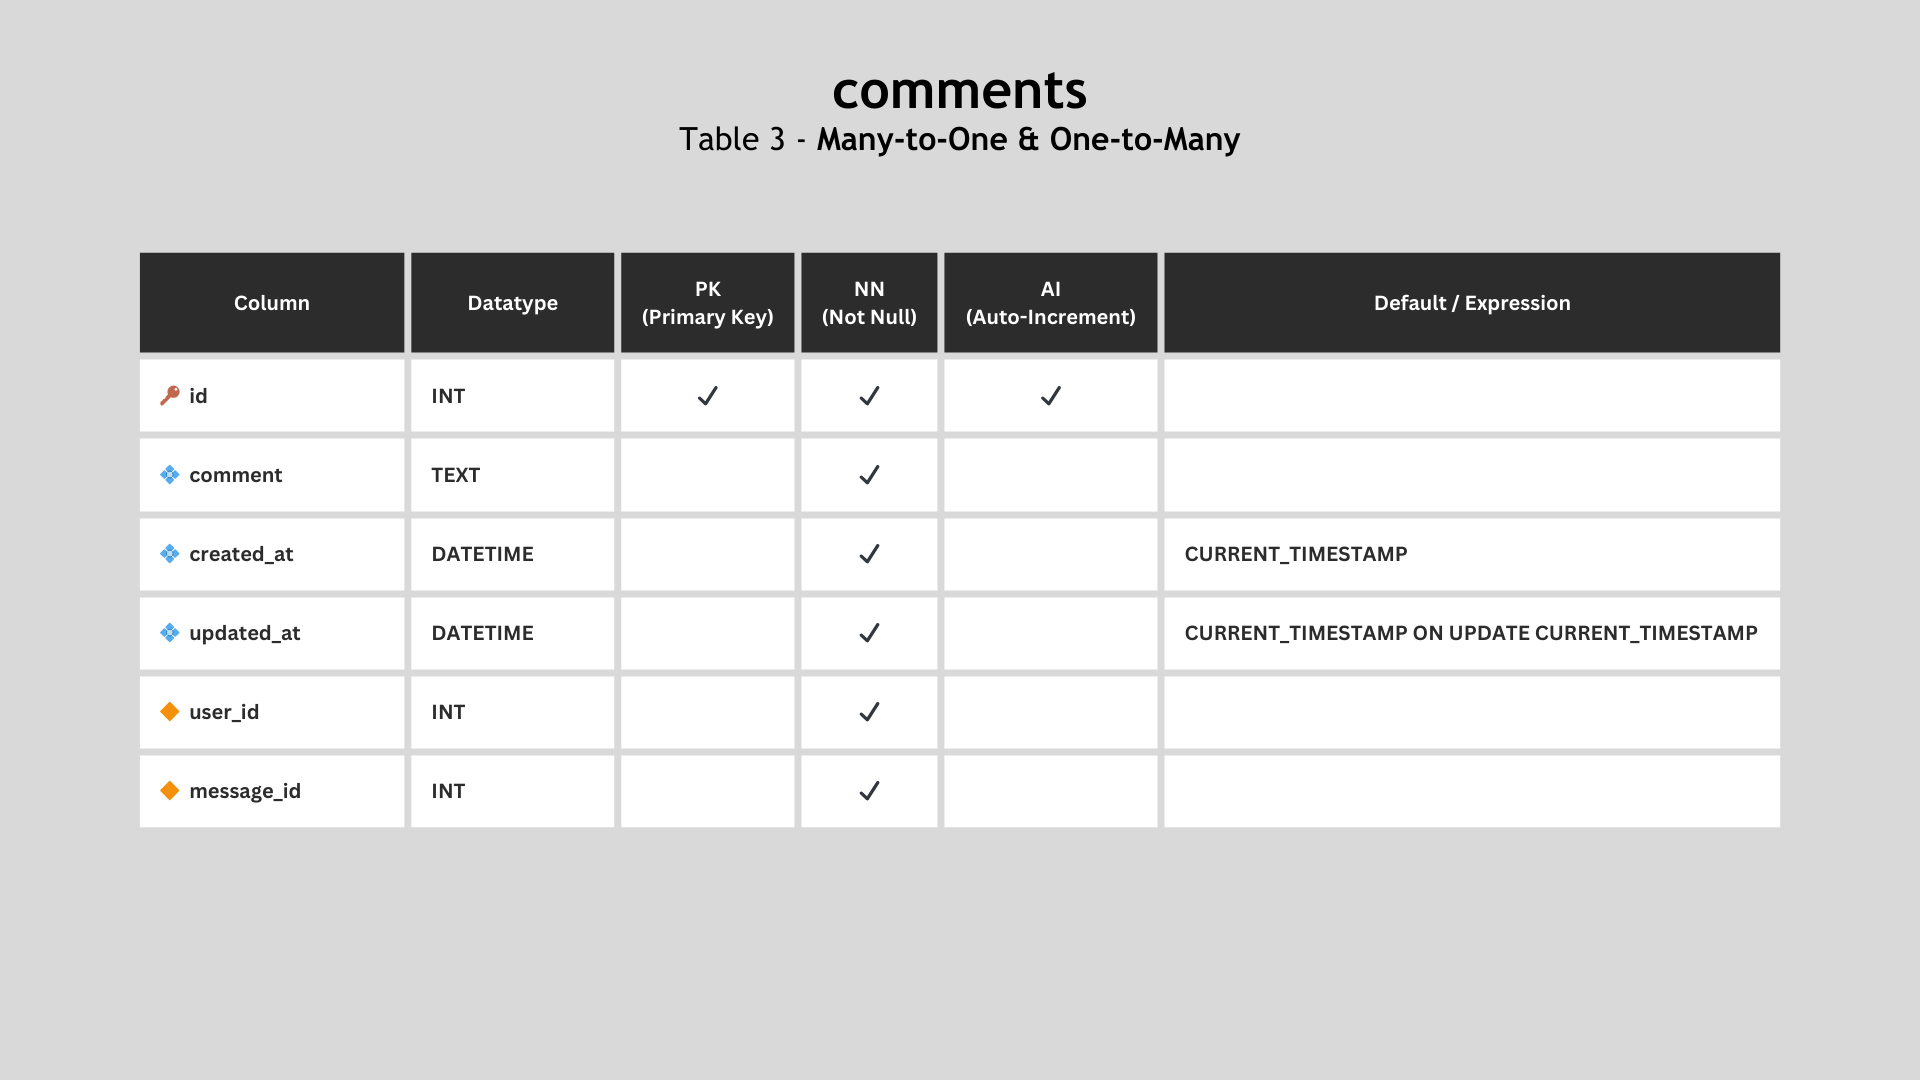 comments
Table 3 - Many-to-One & One-to-Many
Column Datatype PK (Primary Key) NN (Not Null) AI (Auto-Increment) Default / Expression
id INT ✓ ✓ ✓
comment TEXT ✓
created_at DATETIME ✓ CURRENT_TIMESTAMP
updated_at DATETIME ✓ CURRENT_TIMESTAMP ON UPDATE CURRENT_TIMESTAMP
user_id INT ✓
message_id INT ✓